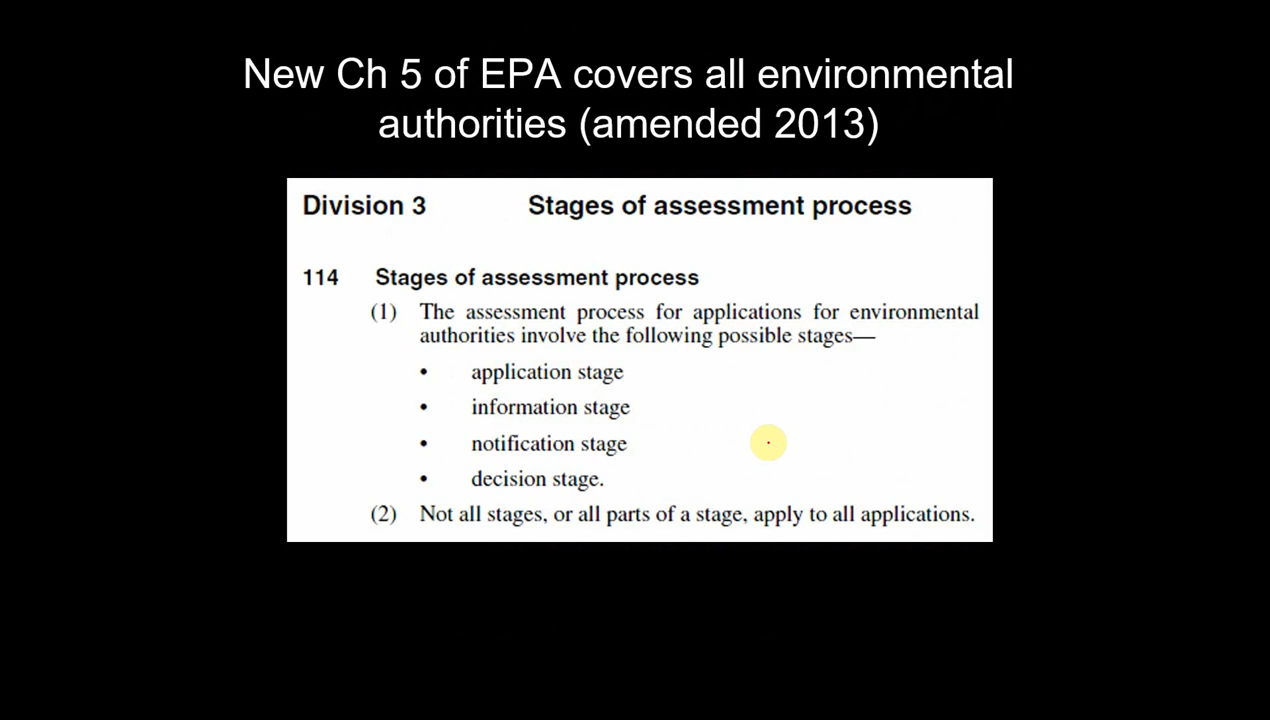 New Ch 5 of EPA covers all environmental
authorities (amended 2013)
Division 3 Stages of assessment process
114 Stages of assessment process
(1) The assessment process for applications for environmental
authorities involve the following possible stages—
• application stage
• information stage
• notification stage
• decision stage.
(2) Not all stages, or all parts of a stage, apply to all applications.